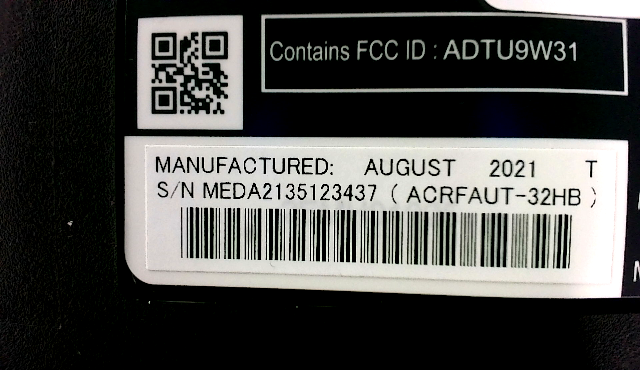 Contains FCC ID : ADTU9W31
MANUFACTURED: AUGUST 2021 T
S/N MEDA2135123437 ( ACRFAUT-32HB )